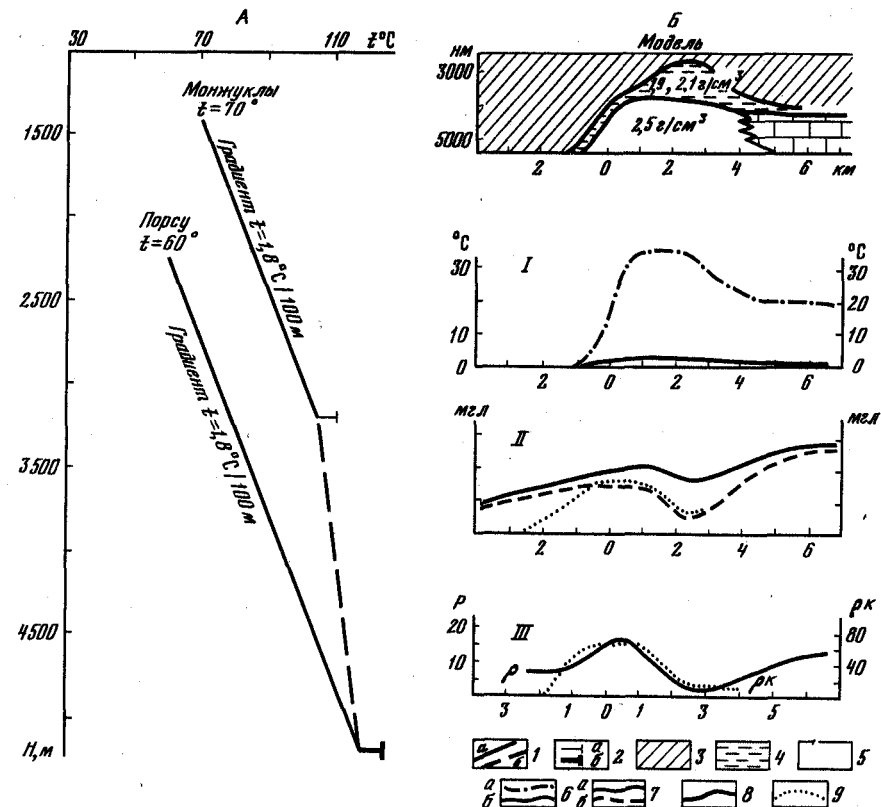 А
30 70 110 t°C
Монжуклы
t=70°
1500
Градиент t=1,8°C|100м
Порсу
t=60°
2500
Градиент t=1,8°C|100м
3500
4500
Н,м
Б
Модель
нм
3000
1,9, 2,1 г/см³
2,5 г/см³
5000
2 0 2 4 6 км
°C I °C
30 30
20
10 10
0 0
2 0 2 4 6
мгл II мгл
2 0 2 4 6
P III ρк
20 80
10 40
ρ ρк
3 1 0 1 3 5
а б 1 а б 2 3 4 5
а б 6 а б 7 8 9